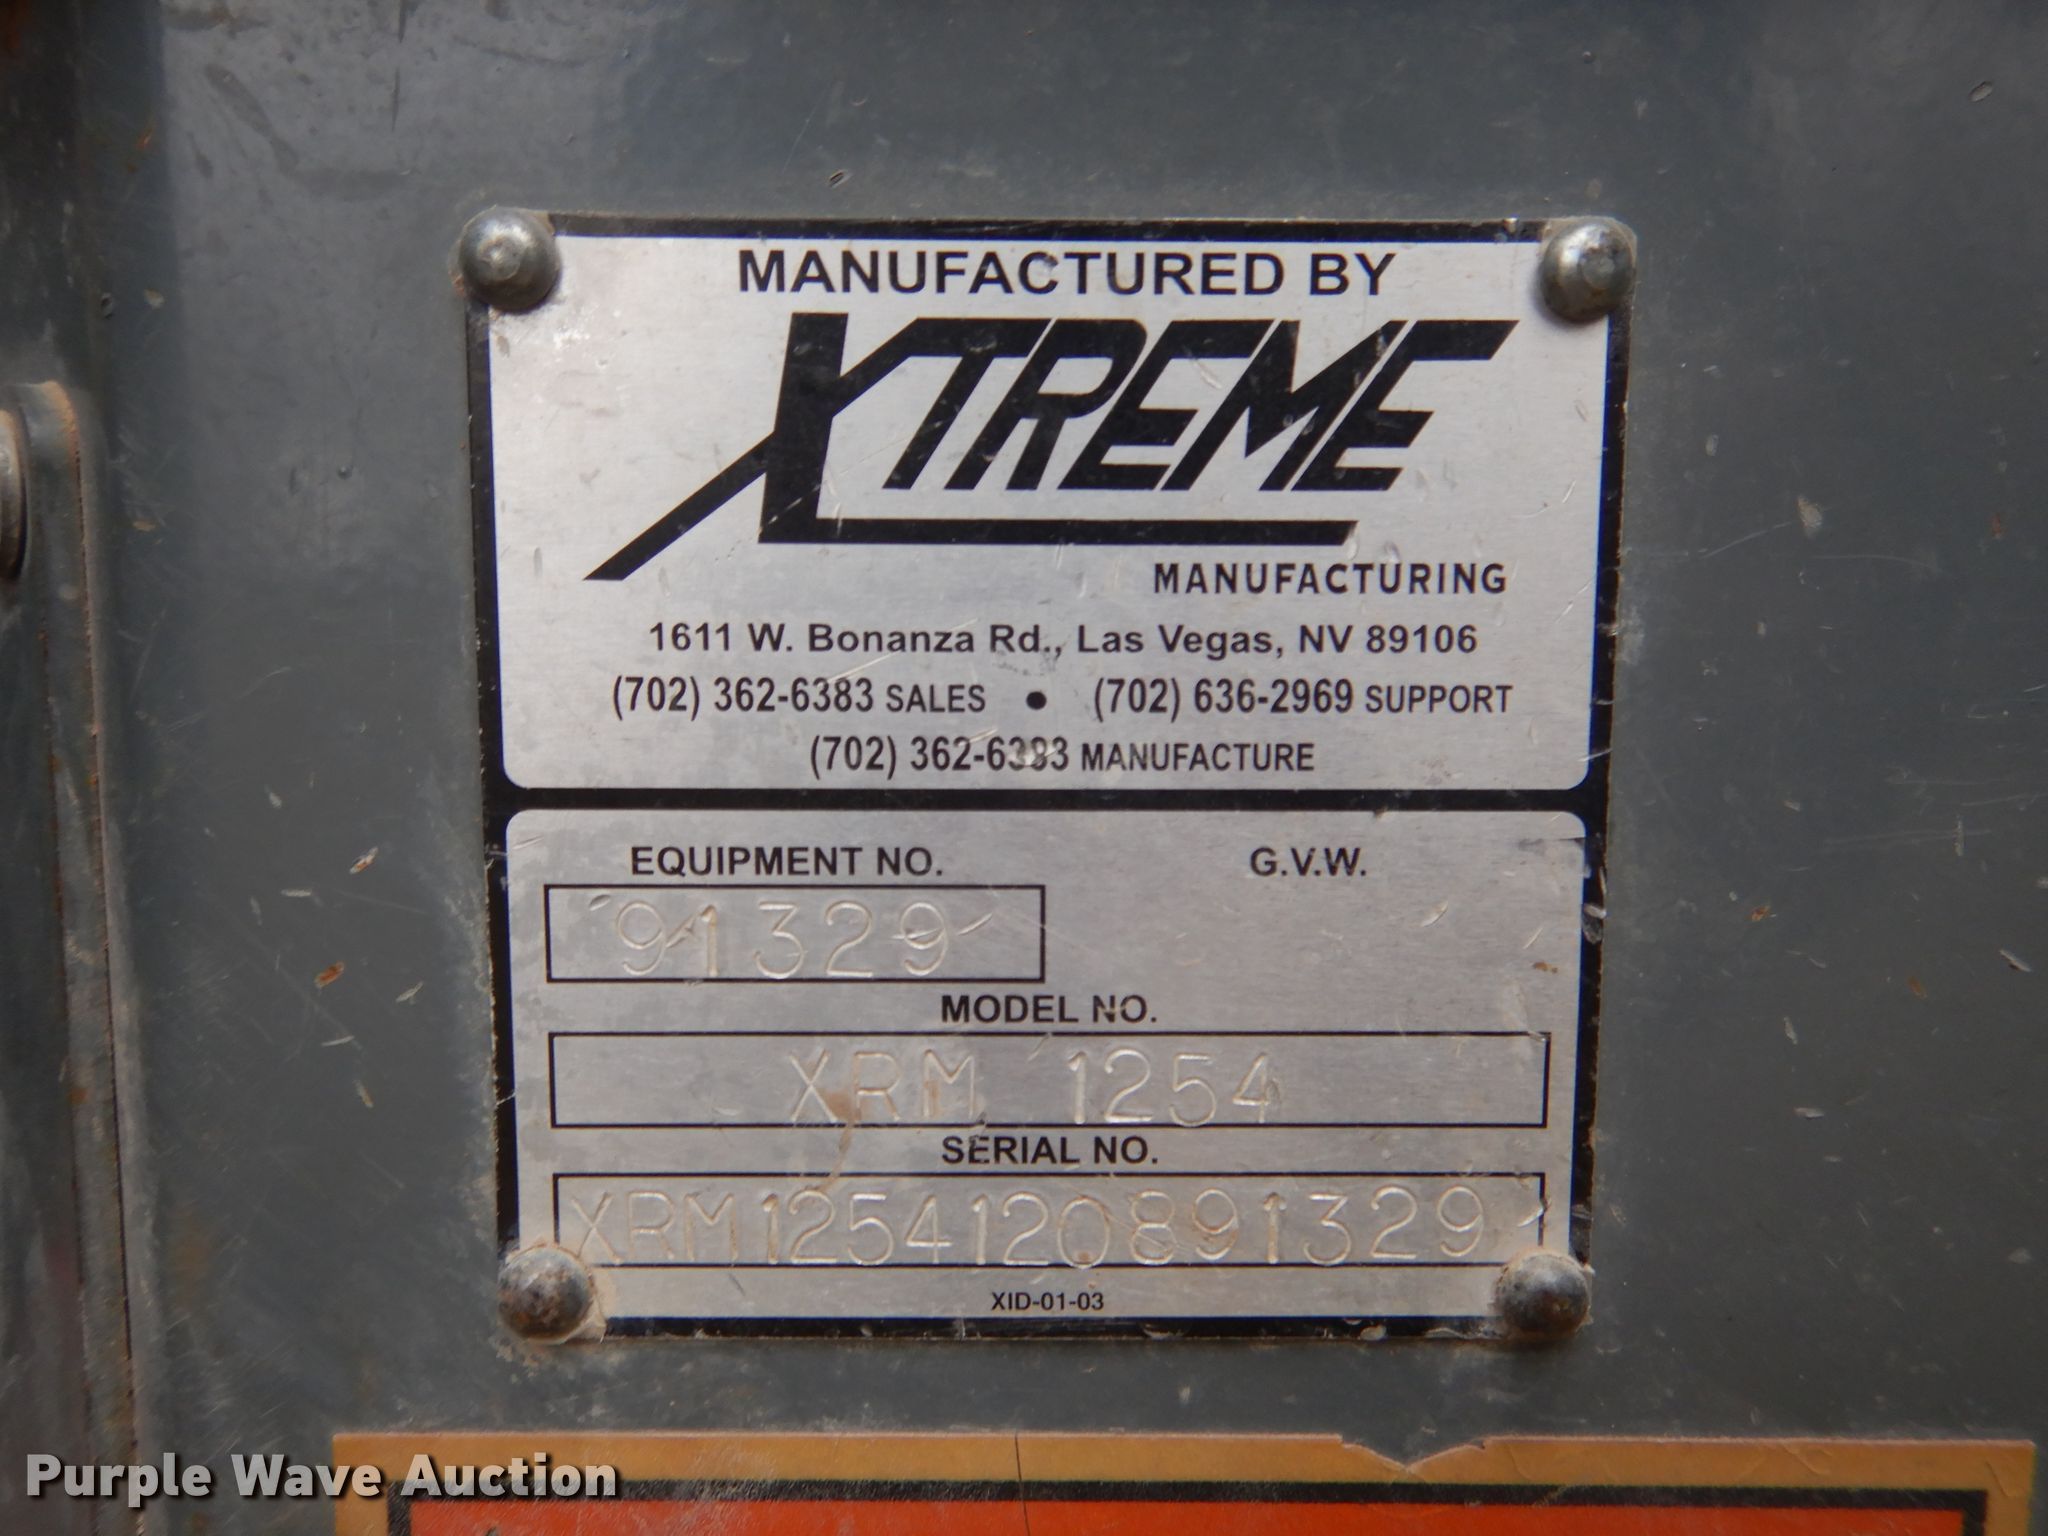 MANUFACTURED BY
XTREME
MANUFACTURING
1611 W. Bonanza Rd., Las Vegas, NV 89106
(702) 362-6383 SALES • (702) 636-2969 SUPPORT
(702) 362-6383 MANUFACTURE
EQUIPMENT NO. G.V.W.
91329
MODEL NO.
XRM 1254
SERIAL NO.
XRM1254120891329
XID-01-03
Purple Wave Auction